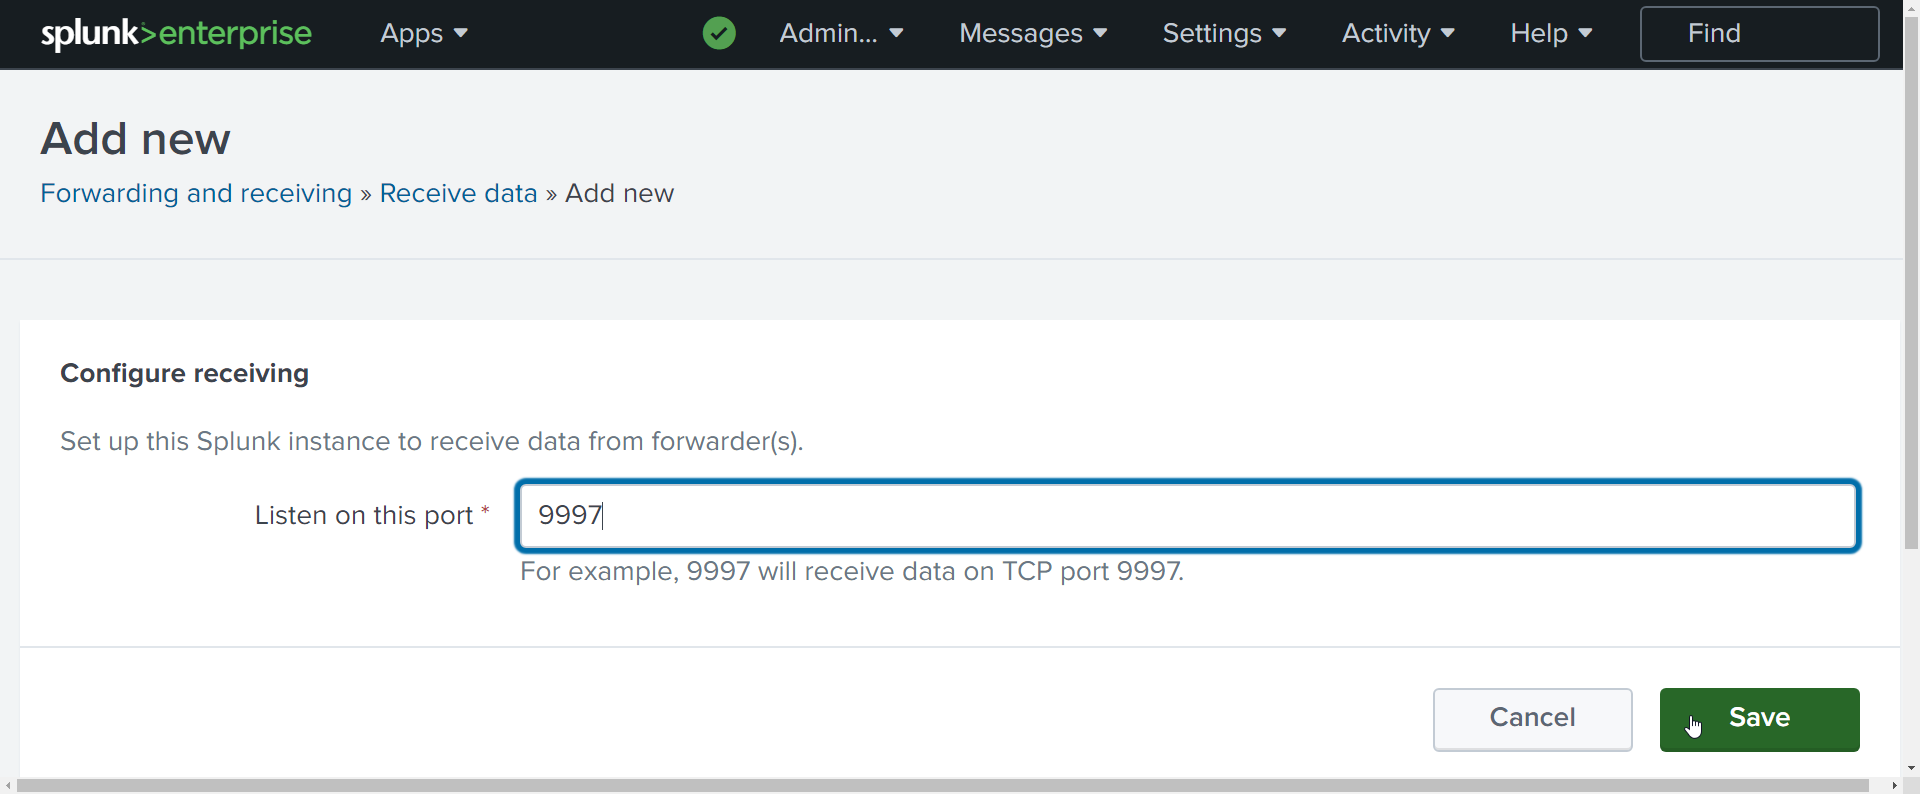 splunk>enterprise Apps Admin... Messages Settings Activity Help Find
Add new
Forwarding and receiving » Receive data » Add new
Configure receiving
Set up this Splunk instance to receive data from forwarder(s).
Listen on this port * 9997
For example, 9997 will receive data on TCP port 9997.
Cancel Save